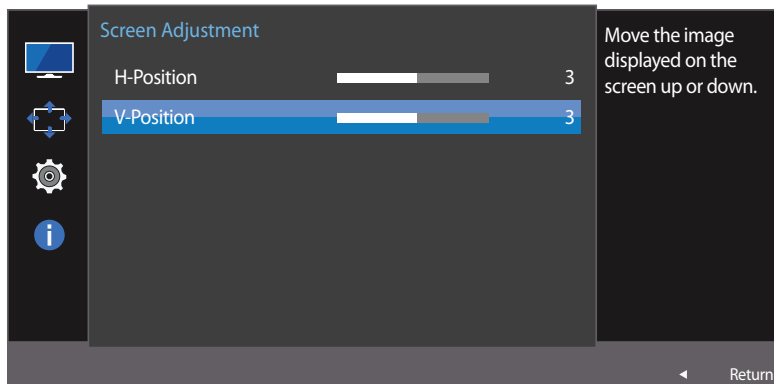 Screen Adjustment
H-Position 3
V-Position 3
Move the image
displayed on the
screen up or down.
Return